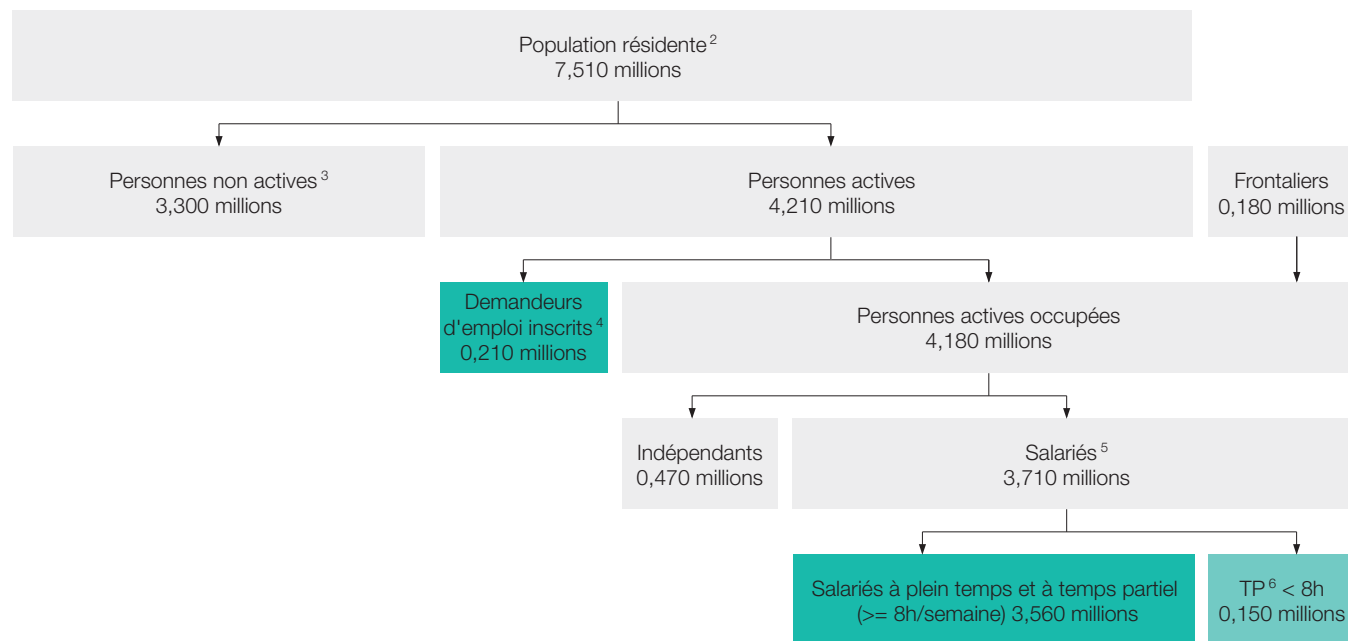 Population résidente 2
7,510 millions
Personnes non actives 3
3,300 millions
Personnes actives
4,210 millions
Frontaliers
0,180 millions
Demandeurs
d'emploi inscrits 4
0,210 millions
Personnes actives occupées
4,180 millions
Indépendants
0,470 millions
Salariés 5
3,710 millions
Salariés à plein temps et à temps partiel
(>= 8h/semaine) 3,560 millions
TP 6 < 8h
0,150 millions